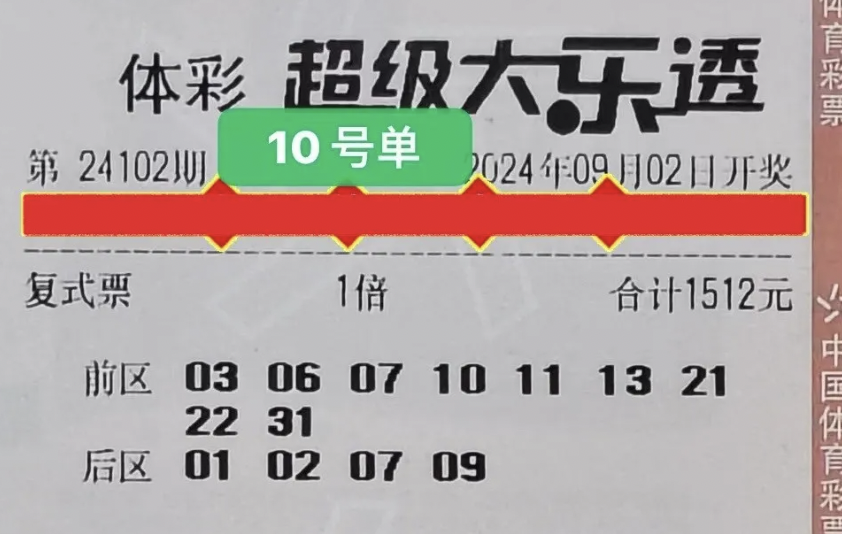 体彩 超级大乐透
10 号单
第 24102期 2024年09月02日开奖
复式票 1倍 合计1512元
前区 03 06 07 10 11 13 21
22 31
后区 01 02 07 09
体育彩票
中国体育彩票